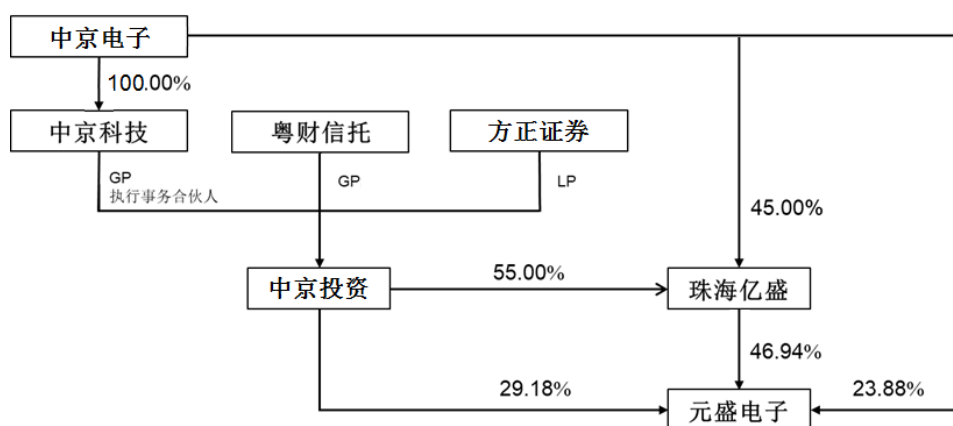 中京电子
100.00%
中京科技
粤财信托
方正证券
GP
执行事务合伙人
GP
LP
45.00%
中京投资
55.00%
珠海亿盛
46.94%
29.18%
元盛电子
23.88%